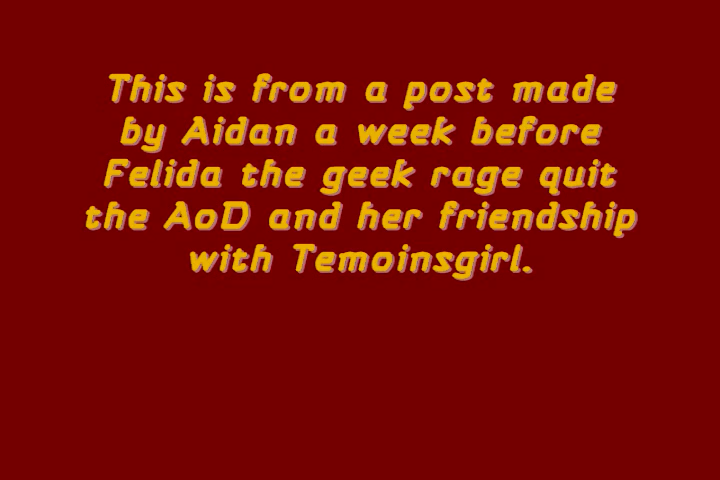 This is from a post made
by Aidan a week before
Felida the geek rage quit
the AoD and her friendship
with Temoinsgirl.